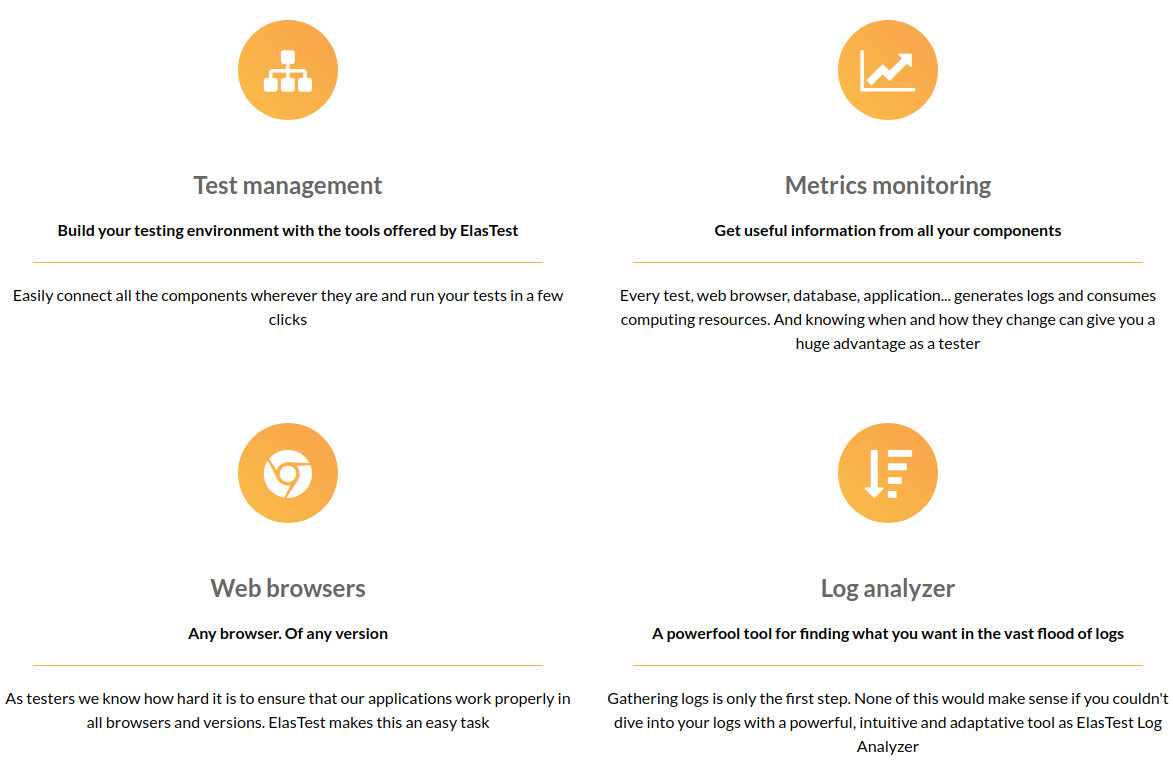 Test management
Build your testing environment with the tools offered by ElasTest
Easily connect all the components wherever they are and run your tests in a few
clicks
Metrics monitoring
Get useful information from all your components
Every test, web browser, database, application... generates logs and consumes
computing resources. And knowing when and how they change can give you a
huge advantage as a tester
Web browsers
Any browser. Of any version
As testers we know how hard it is to ensure that our applications work properly in
all browsers and versions. ElasTest makes this an easy task
Log analyzer
A powerfool tool for finding what you want in the vast flood of logs
Gathering logs is only the first step. None of this would make sense if you couldn't
dive into your logs with a powerful, intuitive and adaptative tool as ElasTest Log
Analyzer